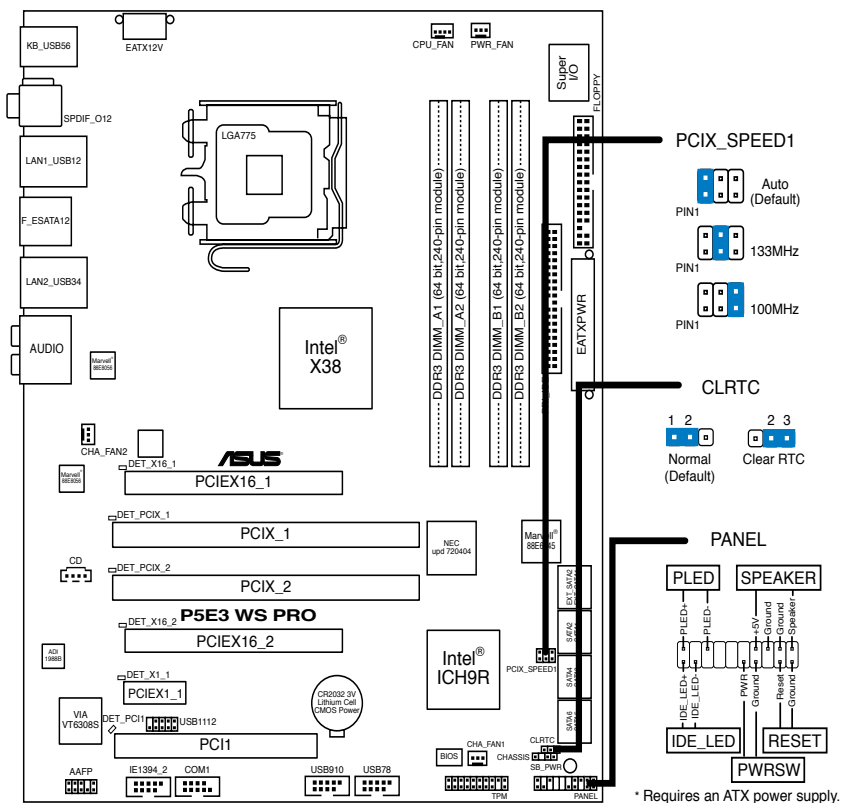 KB_USB56
EATX12V
CPU_FAN
PWR_FAN
Super
I/O
FLOPPY
SPDIF_O12
LGA775
LAN1_USB12
F_ESATA12
LAN2_USB34
AUDIO
Marvell®
88E8056
Intel®
X38
DDR3 DIMM_A1 (64 bit,240-pin module)
DDR3 DIMM_A2 (64 bit,240-pin module)
DDR3 DIMM_B1 (64 bit,240-pin module)
DDR3 DIMM_B2 (64 bit,240-pin module)
EATXPWR
PCIX_SPEED1
Auto
(Default)
PIN1
133MHz
PIN1
100MHz
PIN1
CLRTC
1 2
2 3
Normal
(Default)
Clear RTC
CHA_FAN2
ASUS
DET_X16_1
PCIEX16_1
Marvell®
88E8056
DET_PCIX_1
PCIX_1
NEC
upd 720404
CD
DET_PCIX_2
PCIX_2
EXT_SATA2
P5E3 WS PRO
DET_X16_2
PCIEX16_2
SATA2
ADI
1988B
Intel®
ICH9R
PCIX_SPEED1
SATA4
DET_X1_1
PCIEX1_1
CR2032 3V
Lithium Cell
CMOS Power
VIA
VT6308S
DET_PCI1
USB1112
SATA6
PCI1
BIOS
CHA_FAN1
CLRTC
CHASSIS
SB_PWR
AAFP
IE1394_2
COM1
USB910
USB78
TPM
PANEL
PANEL
PLED
SPEAKER
PLED+
PLED-
+5V
Ground
Ground
Speaker
IDE_LED+
IDE_LED-
PWR
Ground
Reset
Ground
IDE_LED
RESET
PWRSW
* Requires an ATX power supply.